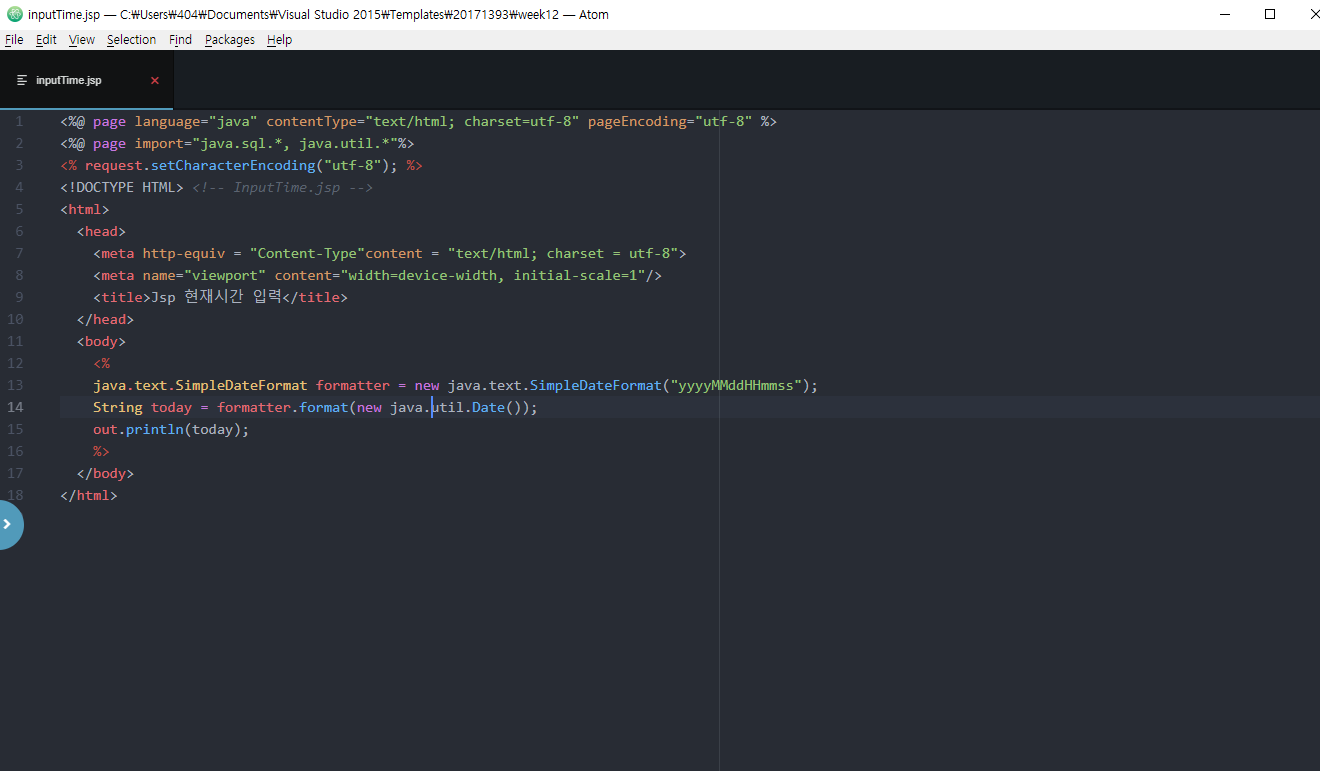 inputTime.jsp — C:₩Users₩404₩Documents₩Visual Studio 2015₩Templates₩20171393₩week12 — Atom
File Edit View Selection Find Packages Help
inputTime.jsp
1 <%@ page language="java" contentType="text/html; charset=utf-8" pageEncoding="utf-8" %>
2 <%@ page import="java.sql.*, java.util.*"%>
3 <% request.setCharacterEncoding("utf-8"); %>
4 <!DOCTYPE HTML> <!-- InputTime.jsp -->
5 <html>
6 <head>
7 <meta http-equiv = "Content-Type"content = "text/html; charset = utf-8">
8 <meta name="viewport" content="width=device-width, initial-scale=1"/>
9 <title>Jsp 현재시간 입력</title>
10 </head>
11 <body>
12 <%
13 java.text.SimpleDateFormat formatter = new java.text.SimpleDateFormat("yyyyMMddHHmmss");
14 String today = formatter.format(new java.util.Date());
15 out.println(today);
16 %>
17 </body>
18 </html>